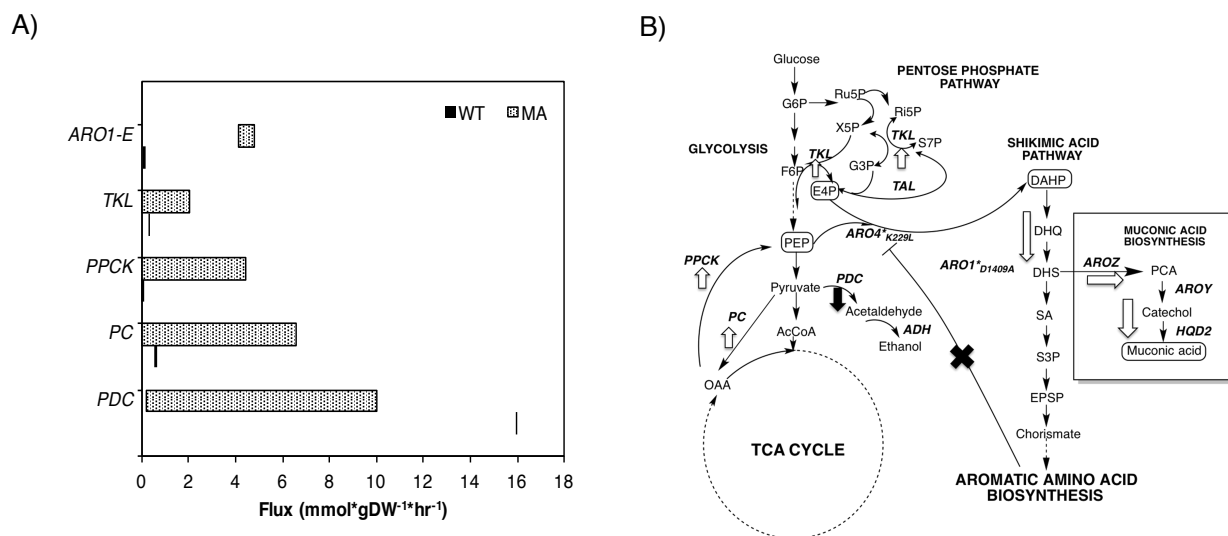 A)
WT MA
ARO1-E
TKL
PPCK
PC
PDC
0 2 4 6 8 10 12 14 16 18
Flux (mmol*gDW⁻¹*hr⁻¹)
B)
Glucose
PENTOSE PHOSPHATE
PATHWAY
G6P
Ru5P
Ri5P
X5P
TKL
S7P
GLYCOLYSIS
TKL
G3P
F6P
E4P
TAL
SHIKIMIC ACID
PATHWAY
DAHP
PEP
ARO4*K229L
DHQ
MUCONIC ACID
BIOSYNTHESIS
PPCK
ARO1*D1409A
DHS
AROZ
PCA
Pyruvate
PDC
AROY
Acetaldehyde
SA
Catechol
PC
AcCoA
ADH
HQD2
Ethanol
S3P
Muconic acid
OAA
EPSP
Chorismate
TCA CYCLE
AROMATIC AMINO ACID
BIOSYNTHESIS